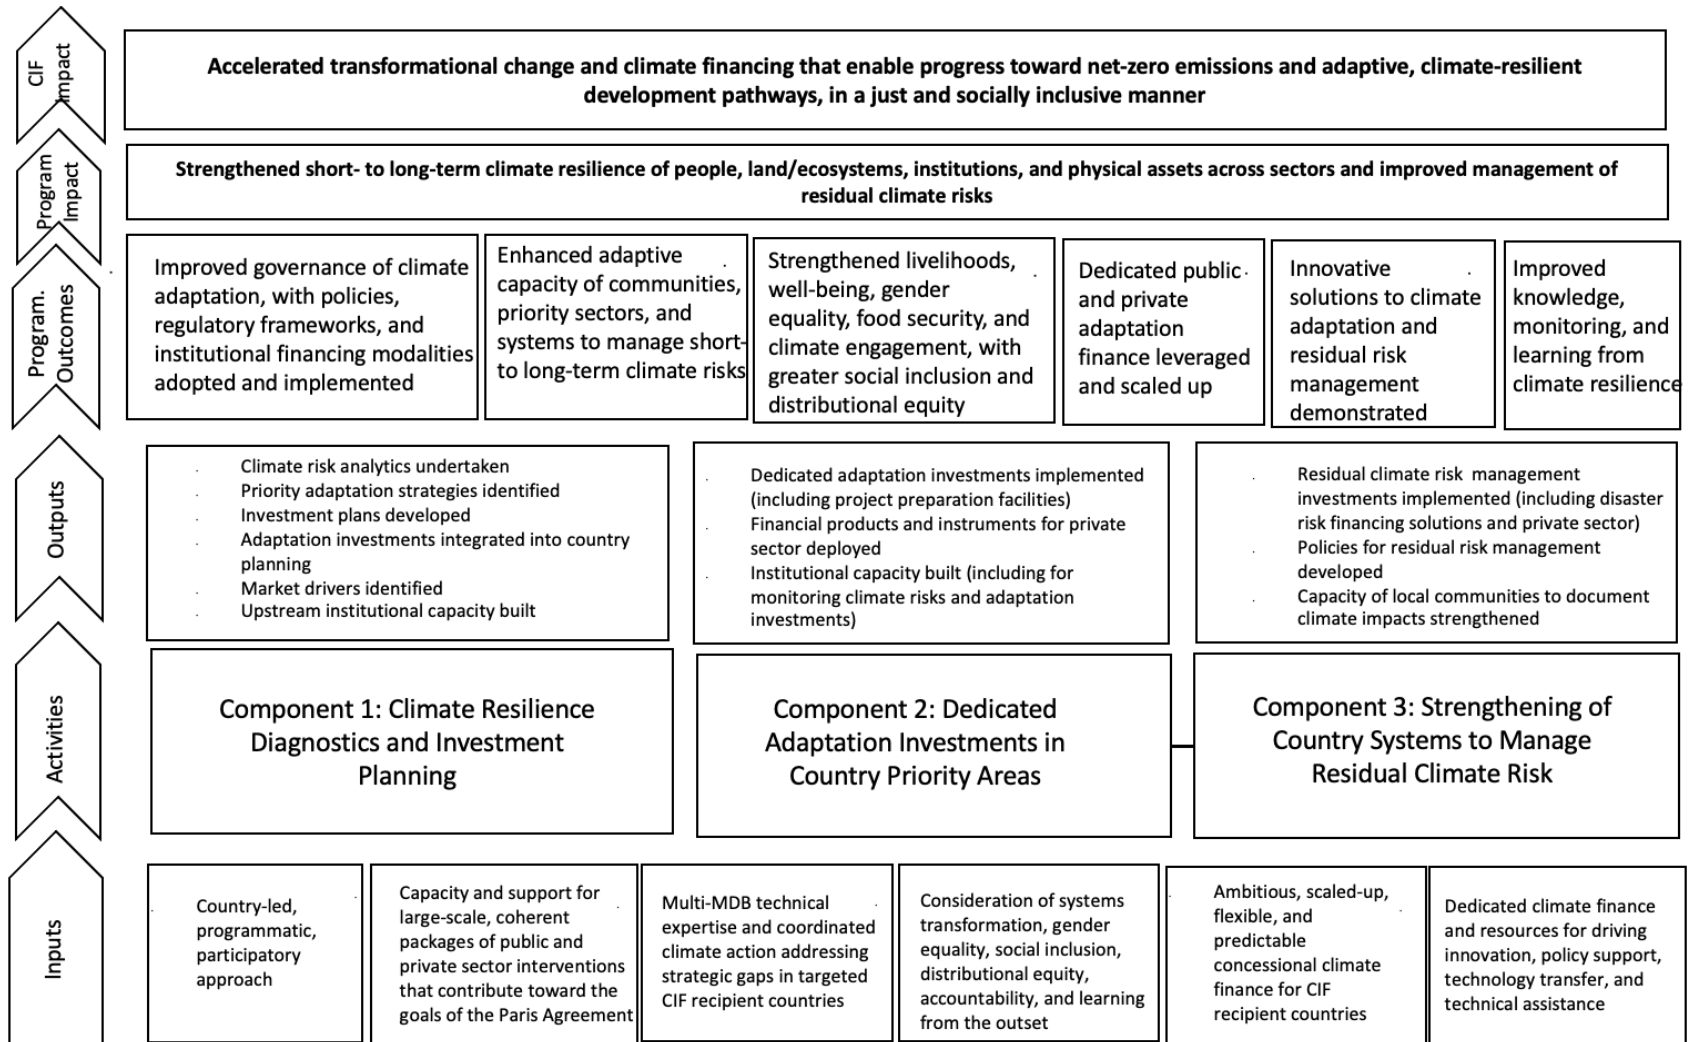 CIF
Impact
Accelerated transformational change and climate financing that enable progress toward net-zero emissions and adaptive, climate-resilient
development pathways, in a just and socially inclusive manner
Program
Impact
Strengthened short- to long-term climate resilience of people, land/ecosystems, institutions, and physical assets across sectors and improved management of
residual climate risks
Program.
Outcomes
Improved governance of climate
adaptation, with policies,
regulatory frameworks, and
institutional financing modalities
adopted and implemented
Enhanced adaptive
capacity of communities,
priority sectors, and
systems to manage short-
to long-term climate risks
Strengthened livelihoods,
well-being, gender
equality, food security, and
climate engagement, with
greater social inclusion and
distributional equity
Dedicated public
and private
adaptation
finance leveraged
and scaled up
Innovative
solutions to climate
adaptation and
residual risk
management
demonstrated
Improved
knowledge,
monitoring, and
learning from
climate resilience
Outputs
Climate risk analytics undertaken
Priority adaptation strategies identified
Investment plans developed
Adaptation investments integrated into country
planning
Market drivers identified
Upstream institutional capacity built
Dedicated adaptation investments implemented
(including project preparation facilities)
Financial products and instruments for private
sector deployed
Institutional capacity built (including for
monitoring climate risks and adaptation
investments)
Residual climate risk management
investments implemented (including disaster
risk financing solutions and private sector)
Policies for residual risk management
developed
Capacity of local communities to document
climate impacts strengthened
Activities
Component 1: Climate Resilience
Diagnostics and Investment
Planning
Component 2: Dedicated
Adaptation Investments in
Country Priority Areas
Component 3: Strengthening of
Country Systems to Manage
Residual Climate Risk
Inputs
Country-led,
programmatic,
participatory
approach
Capacity and support for
large-scale, coherent
packages of public and
private sector interventions
that contribute toward the
goals of the Paris Agreement
Multi-MDB technical
expertise and coordinated
climate action addressing
strategic gaps in targeted
CIF recipient countries
Consideration of systems
transformation, gender
equality, social inclusion,
distributional equity,
accountability, and learning
from the outset
Ambitious, scaled-up,
flexible, and
predictable
concessional climate
finance for CIF
recipient countries
Dedicated climate finance
and resources for driving
innovation, policy support,
technology transfer, and
technical assistance